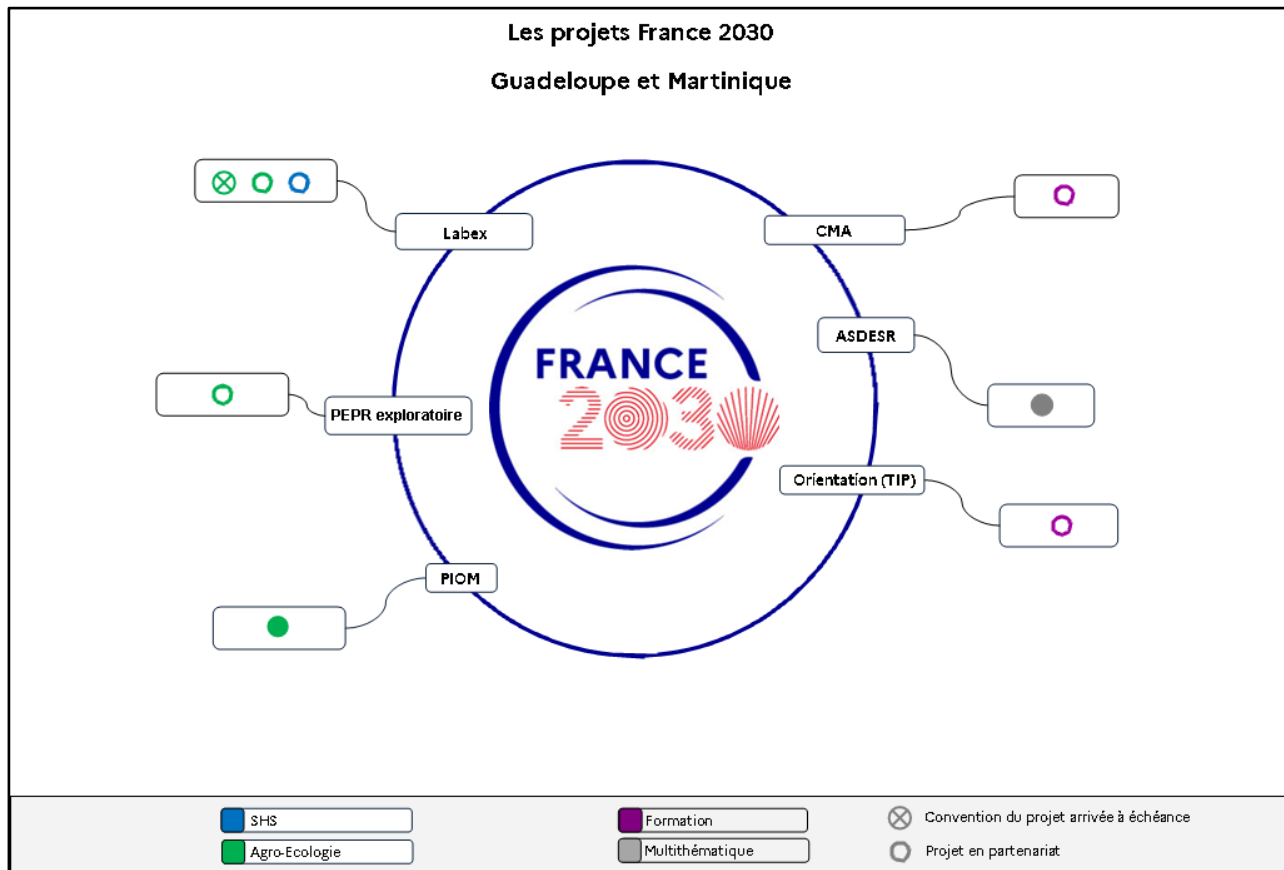 Les projets France 2030
Guadeloupe et Martinique
Labex
CMA
ASDESR
FRANCE
2030
PEPR exploratoire
Orientation (TIP)
PIOM
SHS
Formation
Convention du projet arrivée à échéance
Agro-Ecologie
Multithématique
Projet en partenariat